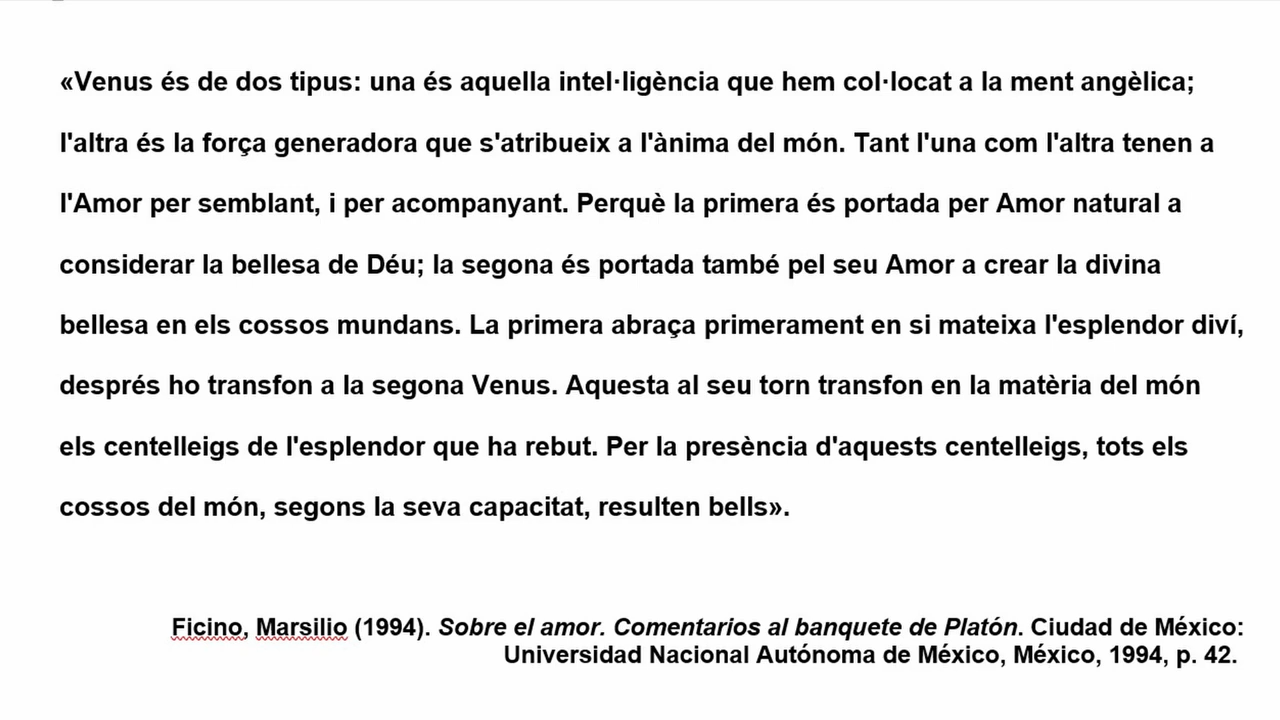 «Venus és de dos tipus: una és aquella intel·ligència que hem col·locat a la ment angèlica;
l'altra és la força generadora que s'atribueix a l'ànima del món. Tant l'una com l'altra tenen a
l'Amor per semblant, i per acompanyant. Perquè la primera és portada per Amor natural a
considerar la bellesa de Déu; la segona és portada també pel seu Amor a crear la divina
bellesa en els cossos mundans. La primera abraça primerament en si mateixa l'esplendor diví,
després ho transfon a la segona Venus. Aquesta al seu torn transfon en la matèria del món
els centelleigs de l'esplendor que ha rebut. Per la presència d'aquests centelleigs, tots els
cossos del món, segons la seva capacitat, resulten bells».
Ficino, Marsilio (1994). Sobre el amor. Comentarios al banquete de Platón. Ciudad de México:
Universidad Nacional Autónoma de México, México, 1994, p. 42.